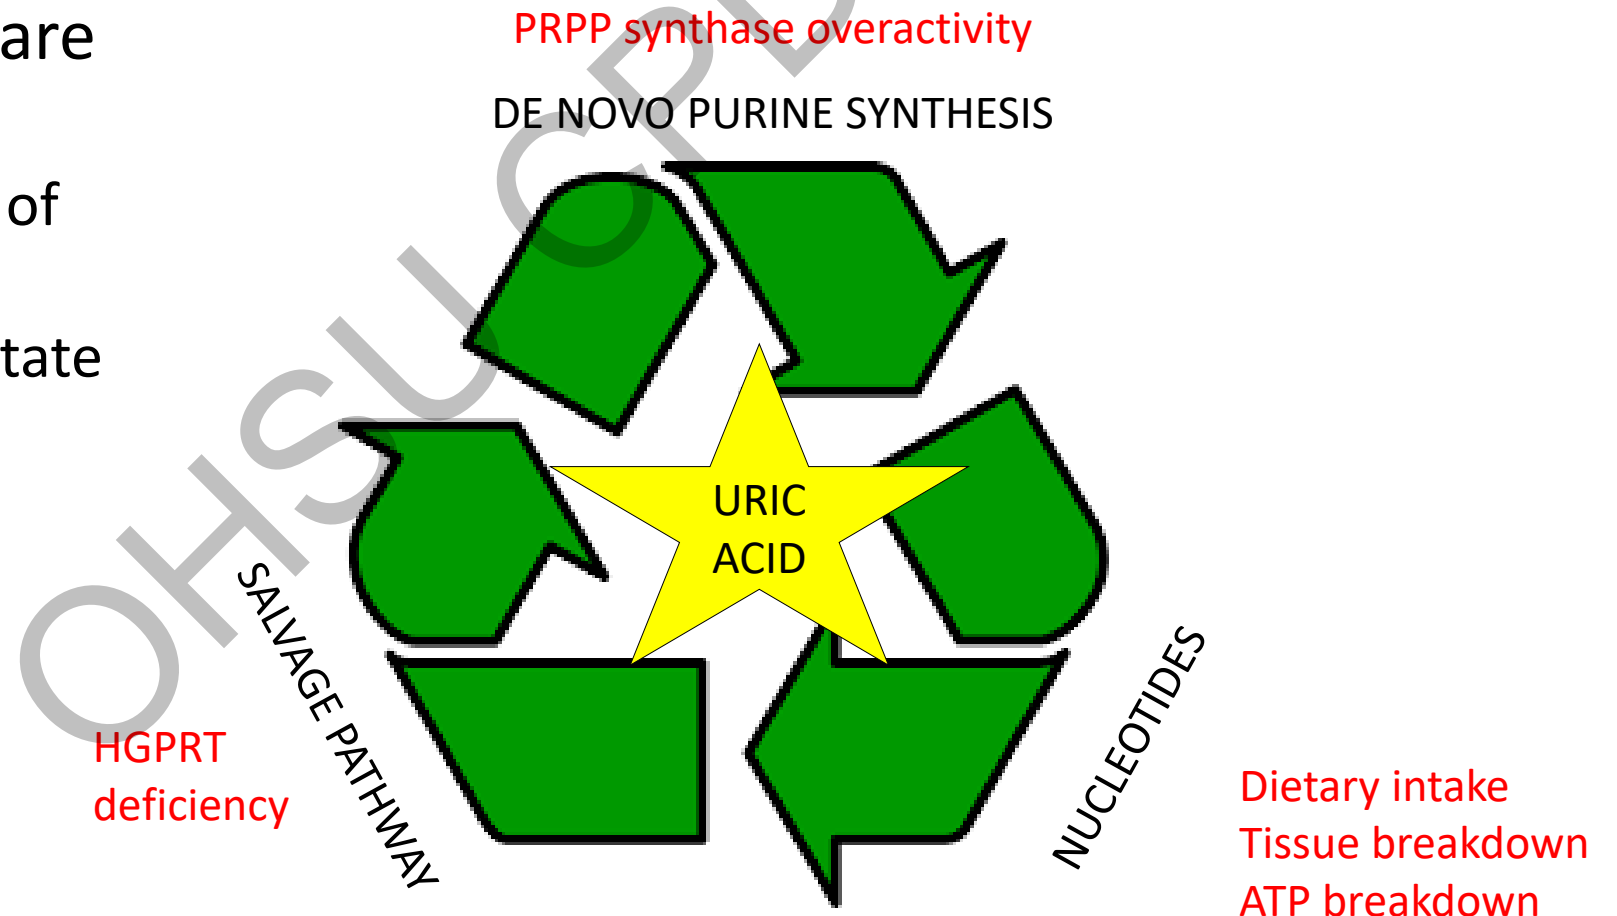 are
of
tate
PRPP synthase overactivity
DE NOVO PURINE SYNTHESIS
URIC
ACID
SALVAGE PATHWAY
HGPRT
deficiency
NUCLEOTIDES
Dietary intake
Tissue breakdown
ATP breakdown
OHSU CPD